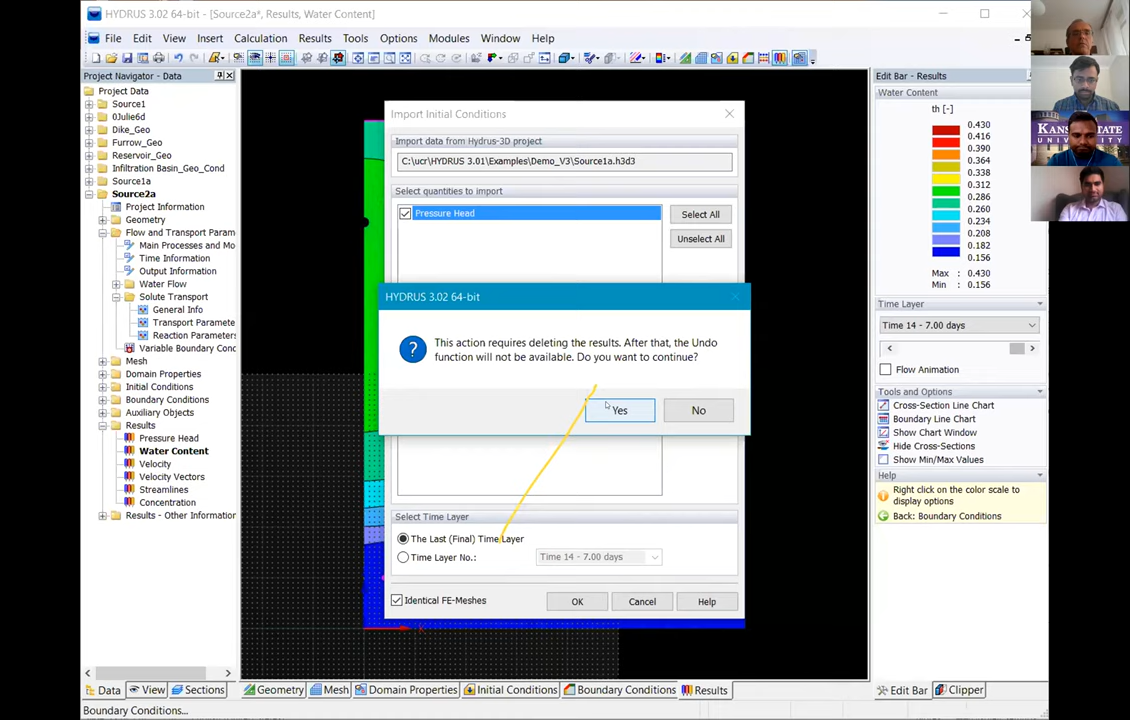 HYDRUS 3.02 64-bit - [Source2a*, Results, Water Content]
File Edit View Insert Calculation Results Tools Options Modules Window Help
Project Navigator - Data
Project Data
Source1
0Julie6d
Dike_Geo
Furrow_Geo
Reservoir_Geo
Infiltration Basin_Geo_Cond
Source1a
Source2a
Project Information
Geometry
Flow and Transport Param
Main Processes and Mo
Time Information
Output Information
Water Flow
Solute Transport
General Info
Transport Paramete
Reaction Parameters
Variable Boundary Conc
Mesh
Domain Properties
Initial Conditions
Boundary Conditions
Auxiliary Objects
Results
Pressure Head
Water Content
Velocity
Velocity Vectors
Streamlines
Concentration
Results - Other Information
Data View Sections
Boundary Conditions...
Import Initial Conditions
Import data from Hydrus-3D project
C:\ucr\HYDRUS 3.01\Examples\Demo_V3\Source1a.h3d3
Select quantities to import
Pressure Head
Select All
Unselect All
HYDRUS 3.02 64-bit
This action requires deleting the results. After that, the Undo
function will not be available. Do you want to continue?
Yes No
Select Time Layer
The Last (Final) Time Layer
Time Layer No.: Time 14 - 7.00 days
Identical FE-Meshes OK Cancel Help
X
Geometry Mesh Domain Properties Initial Conditions Boundary Conditions Results
Edit Bar - Results
Water Content
th [-]
0.430
0.416
0.390
0.364
0.338
0.312
0.286
0.260
0.234
0.208
0.182
0.156
Max : 0.430
Min : 0.156
Time Layer
Time 14 - 7.00 days
Flow Animation
Tools and Options
Cross-Section Line Chart
Boundary Line Chart
Show Chart Window
Hide Cross-Sections
Show Min/Max Values
Help
Right click on the color scale to
display options
Back: Boundary Conditions
Edit Bar Clipper
KANS STATE